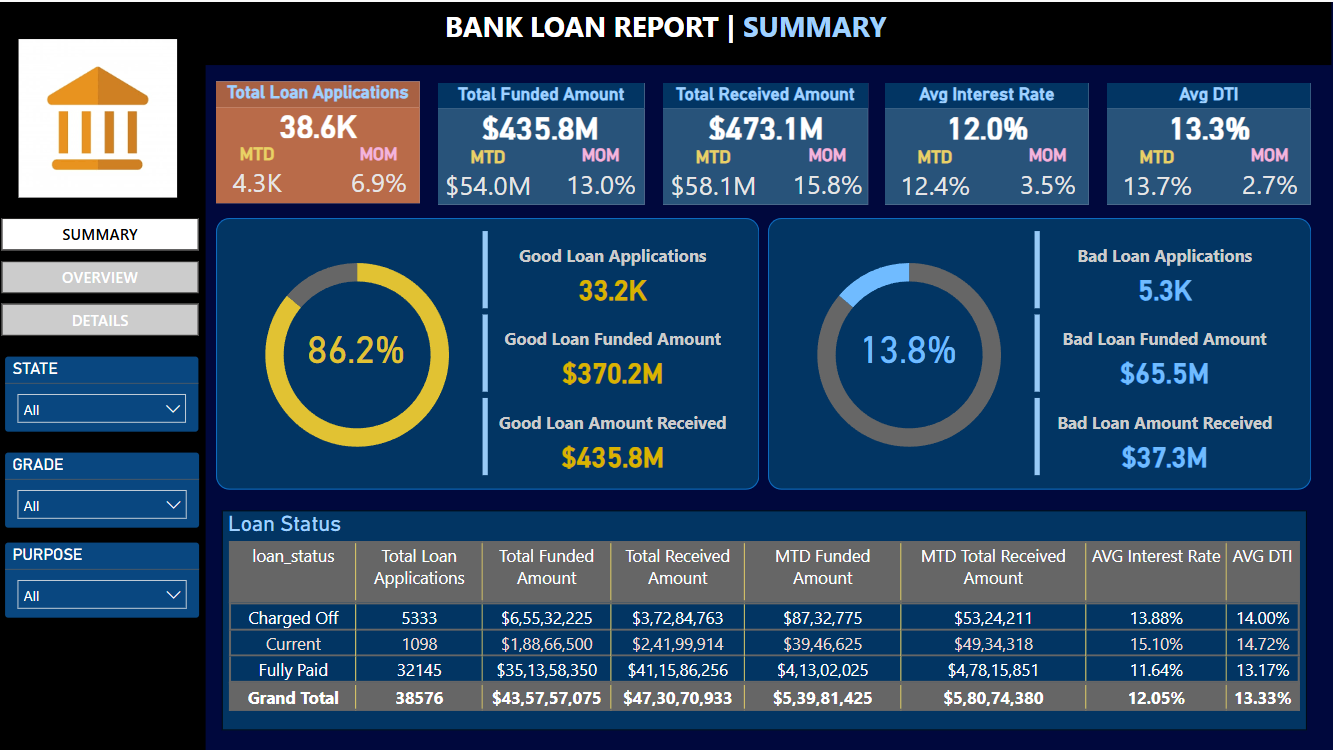 BANK LOAN REPORT | SUMMARY
Total Loan Applications
38.6K
MTD MOM
4.3K 6.9%
Total Funded Amount
$435.8M
MTD MOM
$54.0M 13.0%
Total Received Amount
$473.1M
MTD MOM
$58.1M 15.8%
Avg Interest Rate
12.0%
MTD MOM
12.4% 3.5%
Avg DTI
13.3%
MTD MOM
13.7% 2.7%
SUMMARY
OVERVIEW
DETAILS
STATE
All
GRADE
All
PURPOSE
All
86.2%
Good Loan Applications
33.2K
Good Loan Funded Amount
$370.2M
Good Loan Amount Received
$435.8M
13.8%
Bad Loan Applications
5.3K
Bad Loan Funded Amount
$65.5M
Bad Loan Amount Received
$37.3M
Loan Status
loan_status Total Loan Total Funded Total Received MTD Funded MTD Total Received AVG Interest Rate AVG DTI
Applications Amount Amount Amount Amount
Charged Off 5333 $6,55,32,225 $3,72,84,763 $87,32,775 $53,24,211 13.88% 14.00%
Current 1098 $1,88,66,500 $2,41,99,914 $39,46,625 $49,34,318 15.10% 14.72%
Fully Paid 32145 $35,13,58,350 $41,15,86,256 $4,13,02,025 $4,78,15,851 11.64% 13.17%
Grand Total 38576 $43,57,57,075 $47,30,70,933 $5,39,81,425 $5,80,74,380 12.05% 13.33%